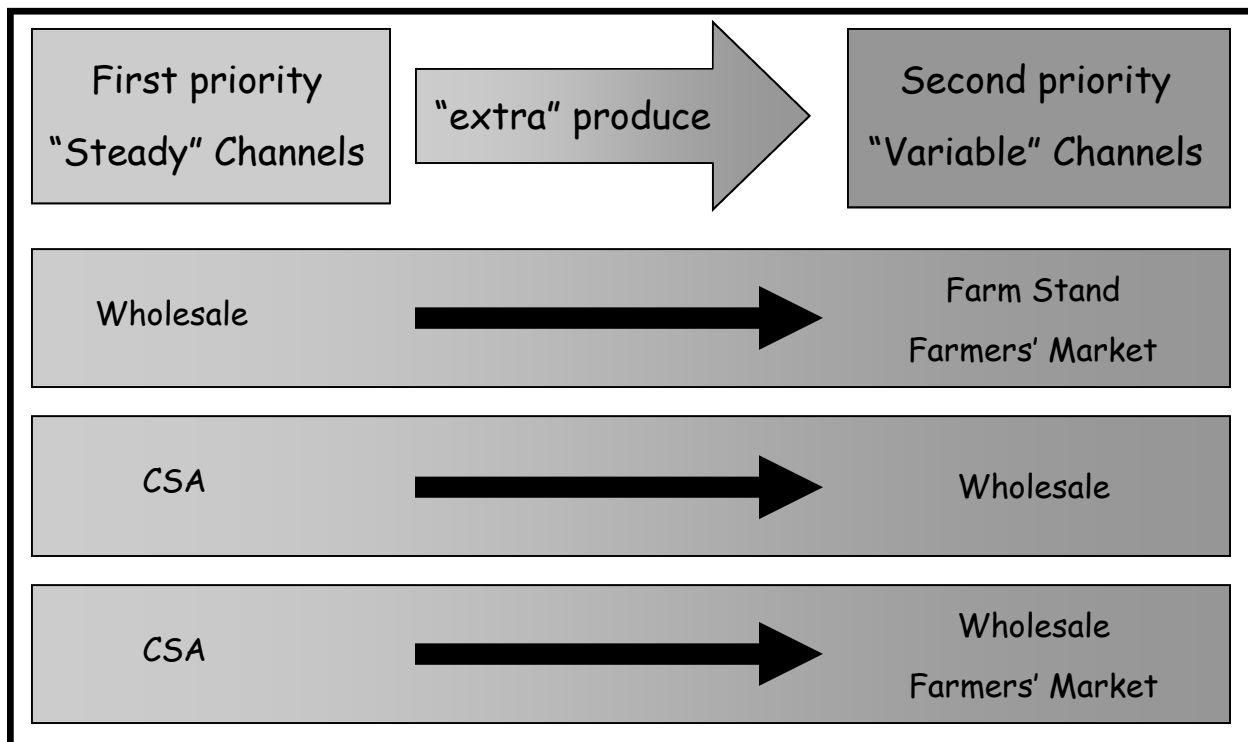 First priority
“Steady” Channels
“extra” produce
Second priority
“Variable” Channels
Wholesale
Farm Stand
Farmers’ Market
CSA
Wholesale
CSA
Wholesale
Farmers’ Market